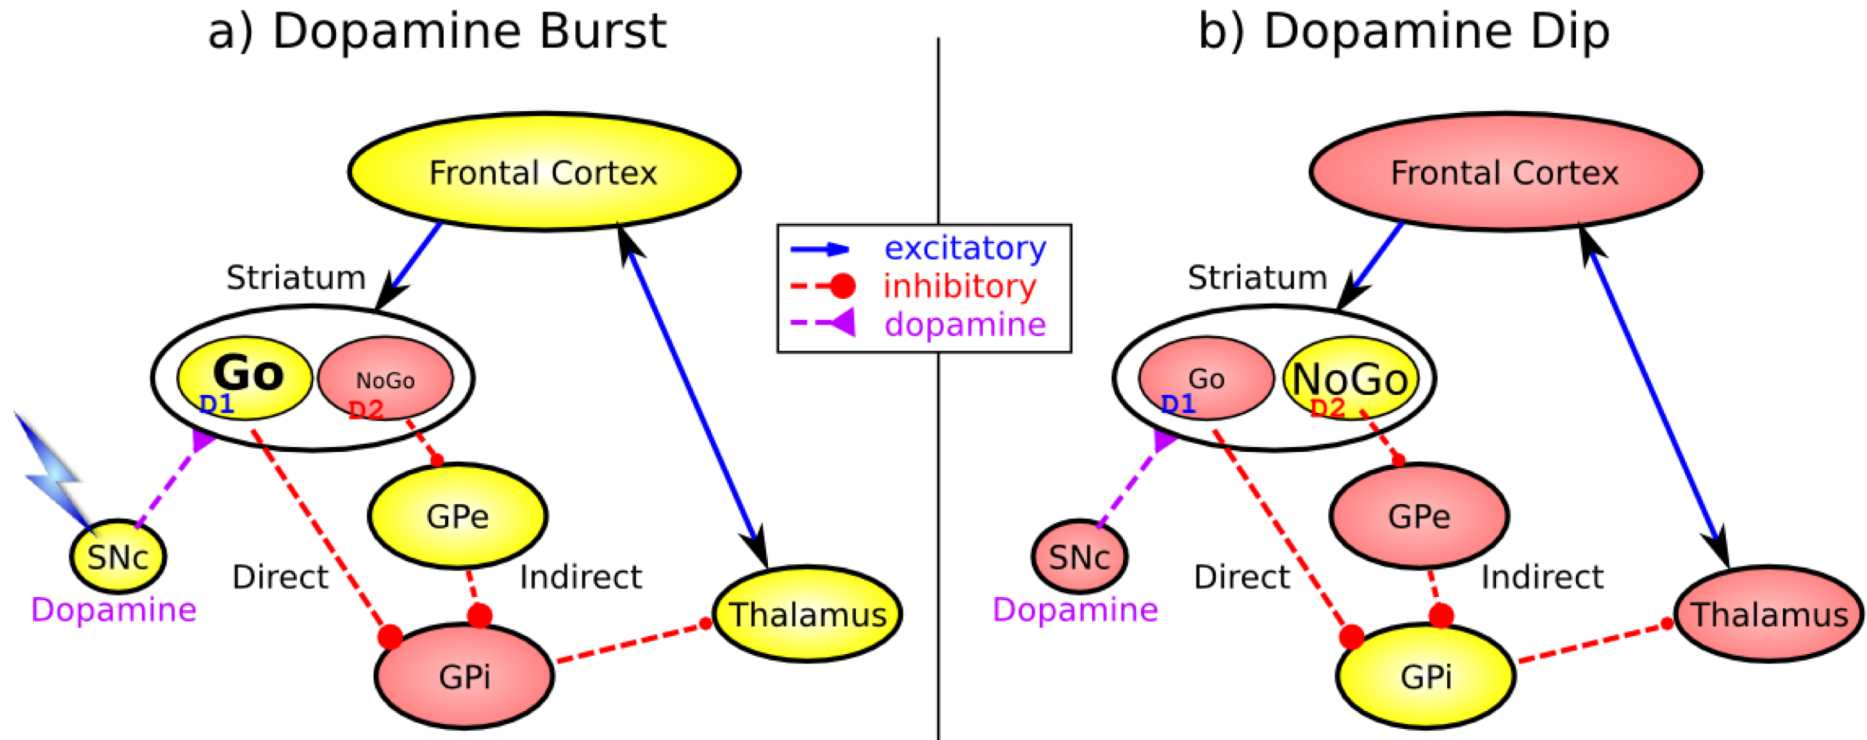 a) Dopamine Burst
Frontal Cortex
Striatum
Go
D1
NoGo
D2
GPe
SNc
Dopamine
Direct
Indirect
GPi
Thalamus
excitatory
inhibitory
dopamine
b) Dopamine Dip
Frontal Cortex
Striatum
Go
D1
NoGo
D2
GPe
SNc
Dopamine
Direct
Indirect
GPi
Thalamus